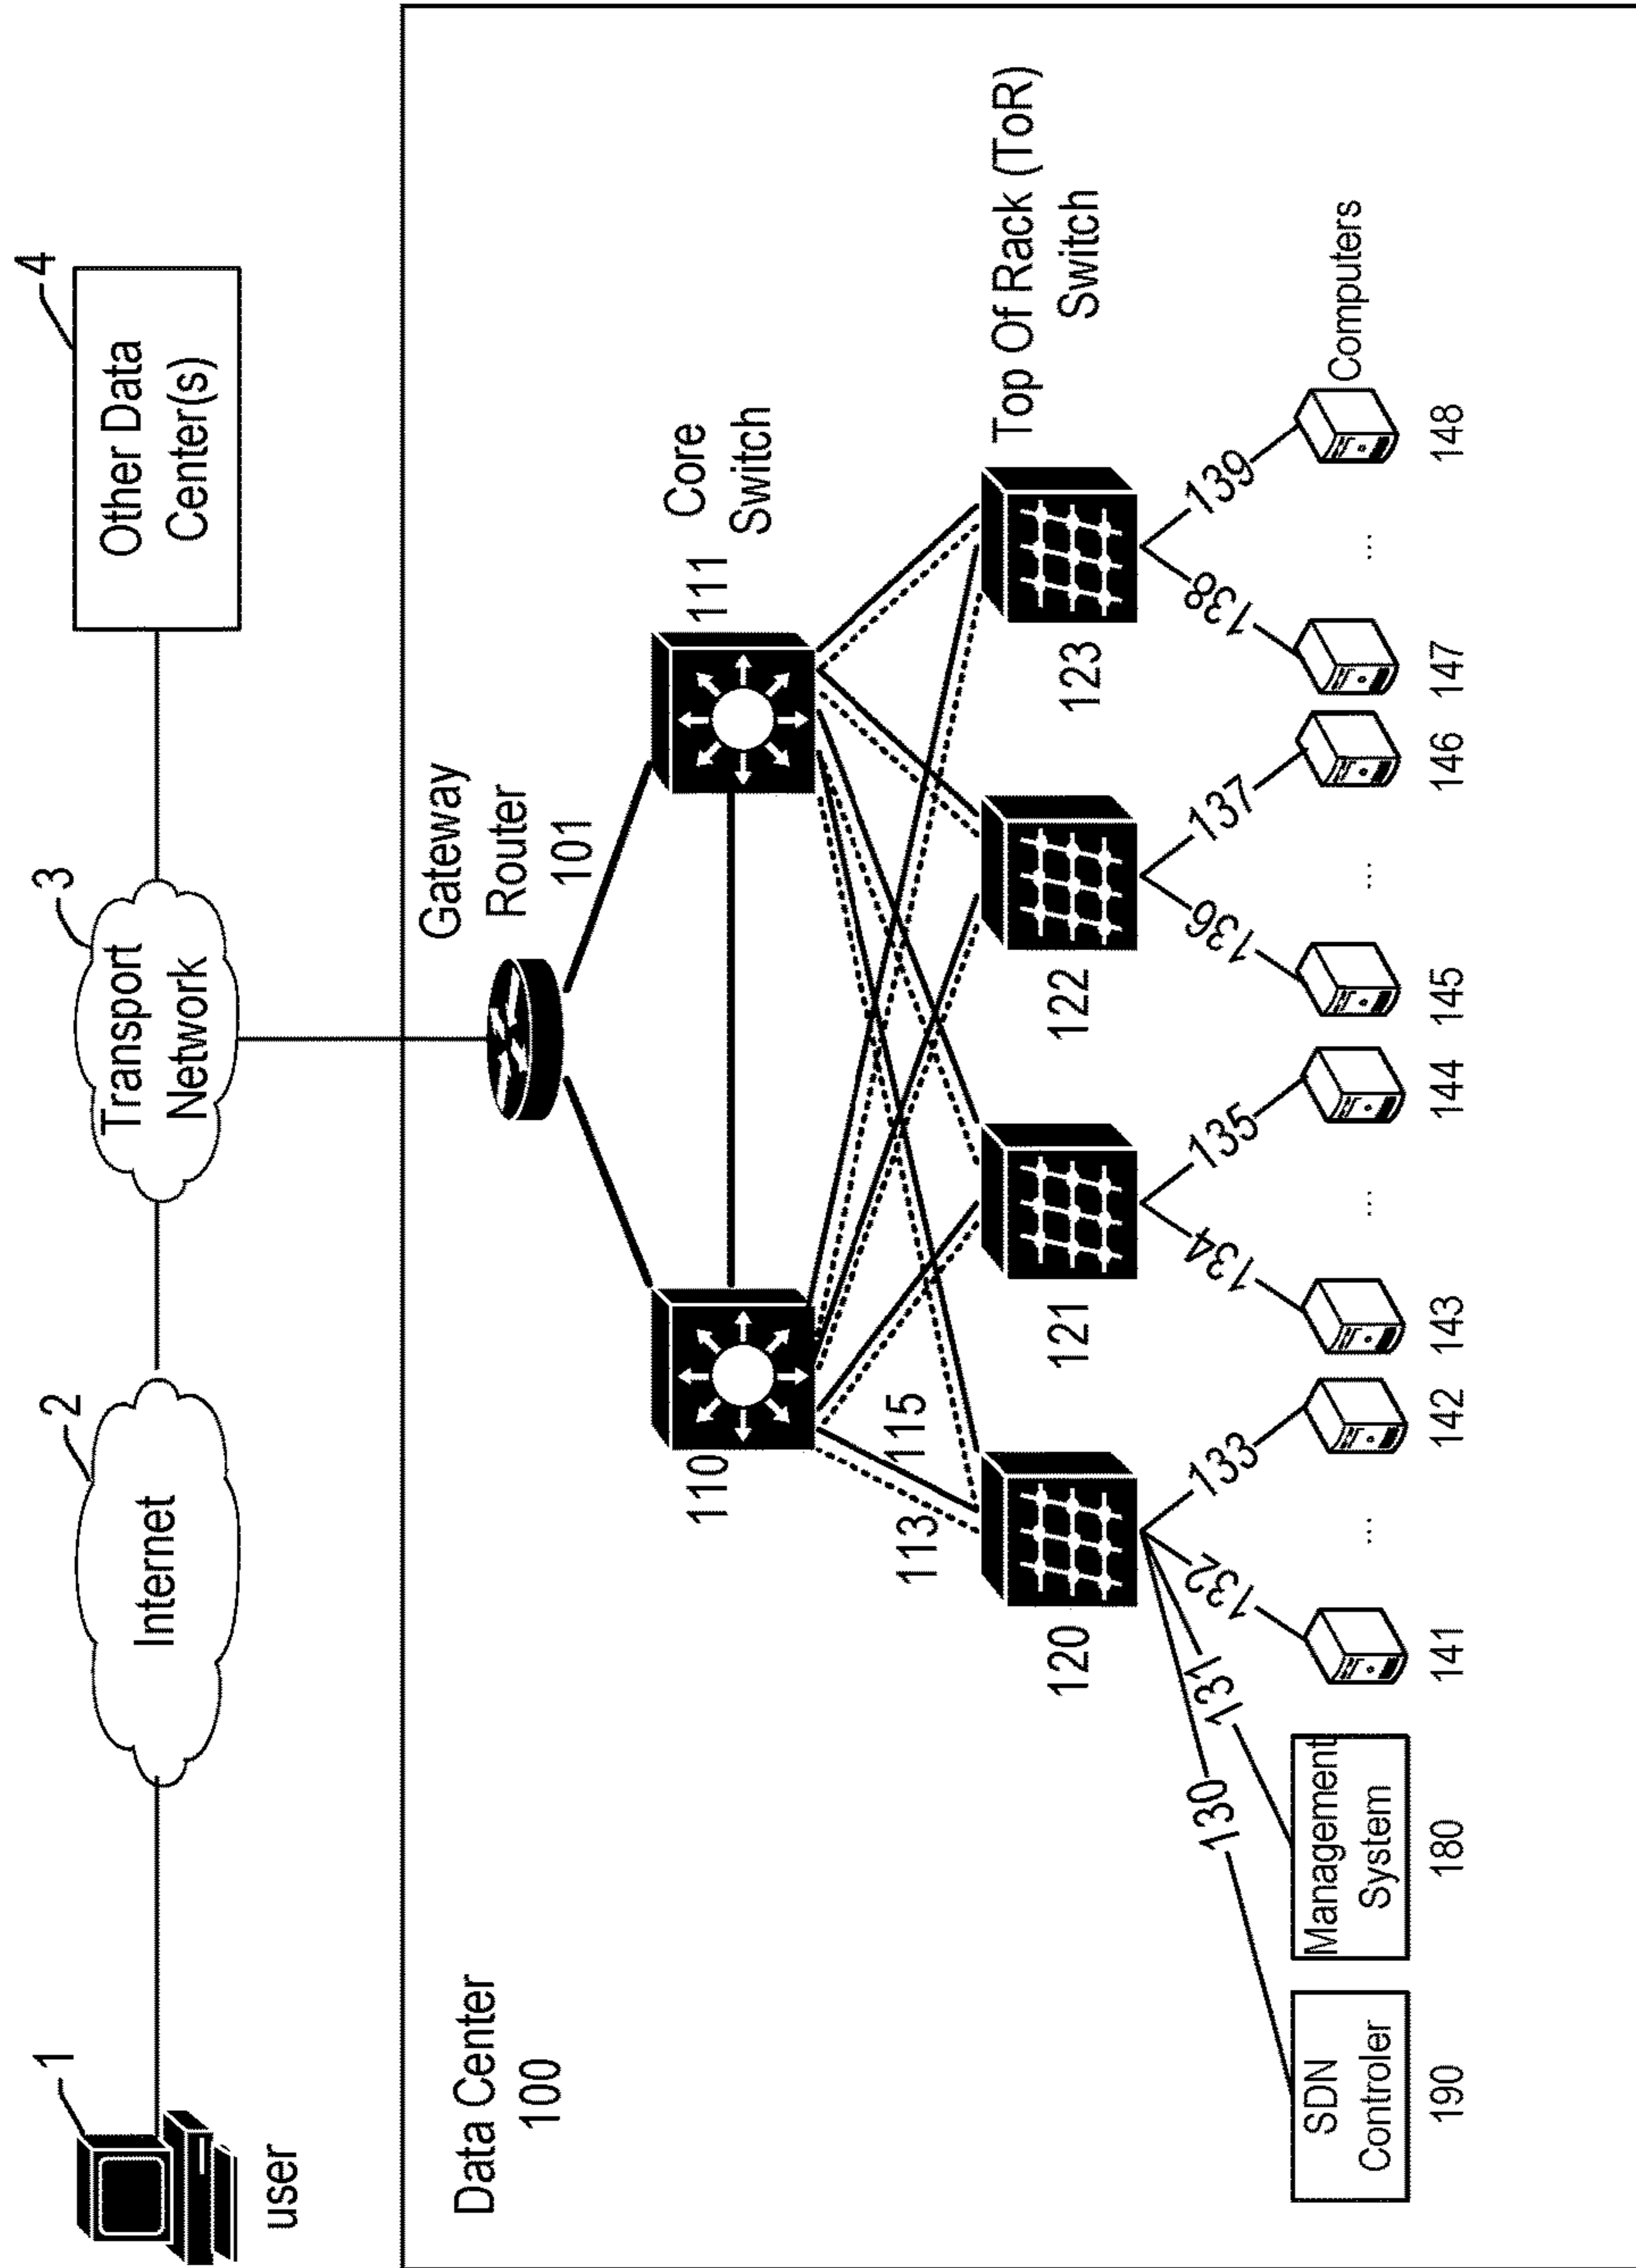 1
2
3
4
user
Internet
Transport
Network
Other Data
Center(s)
Data Center
100
Gateway
Router
101
110
111
Core
Switch
113
115
Top Of Rack (ToR)
Switch
120
121
122
123
130
131
132
133
134
135
136
137
138
139
Computers
...
...
...
...
SDN
Controler
Management
System
190
180
141
142
143
144
145
146
147
148